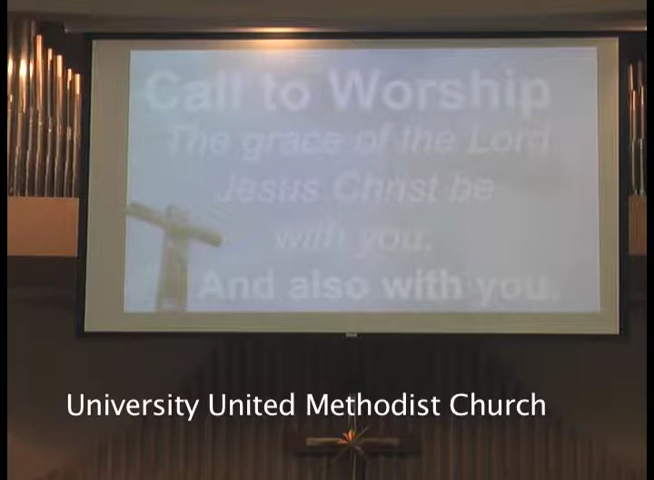 Call to Worship
The grace of the Lord
Jesus Christ be
with you.
And also with you.
University United Methodist Church